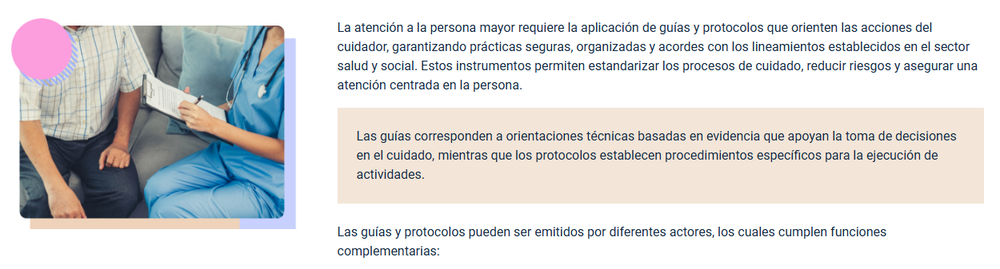 La atención a la persona mayor requiere la aplicación de guías y protocolos que orienten las acciones del
cuidador, garantizando prácticas seguras, organizadas y acordes con los lineamientos establecidos en el sector
salud y social. Estos instrumentos permiten estandarizar los procesos de cuidado, reducir riesgos y asegurar una
atención centrada en la persona.
Las guías corresponden a orientaciones técnicas basadas en evidencia que apoyan la toma de decisiones
en el cuidado, mientras que los protocolos establecen procedimientos específicos para la ejecución de
actividades.
Las guías y protocolos pueden ser emitidos por diferentes actores, los cuales cumplen funciones
complementarias: